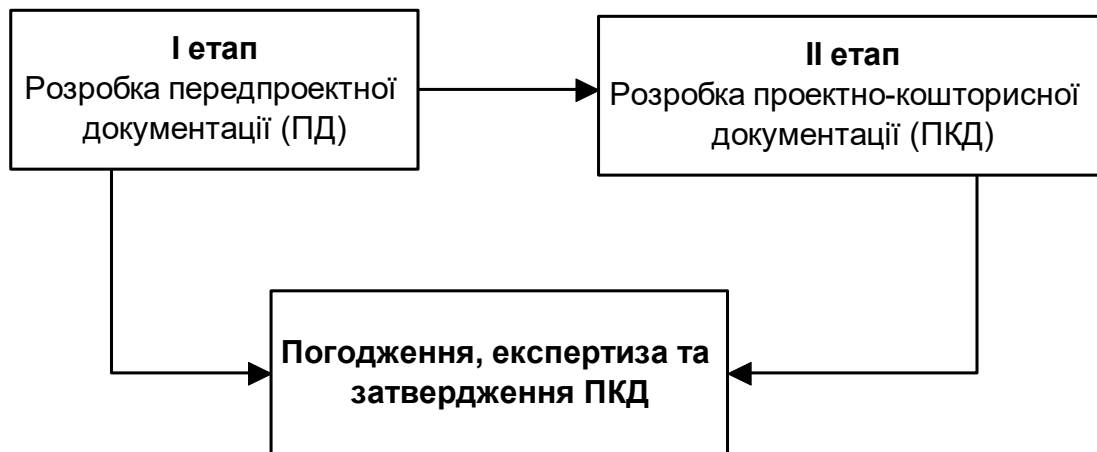 I етап
Розробка передпроектної
документації (ПД)
II етап
Розробка проектно-кошторисної
документації (ПКД)
Погодження, експертиза та
затвердження ПКД